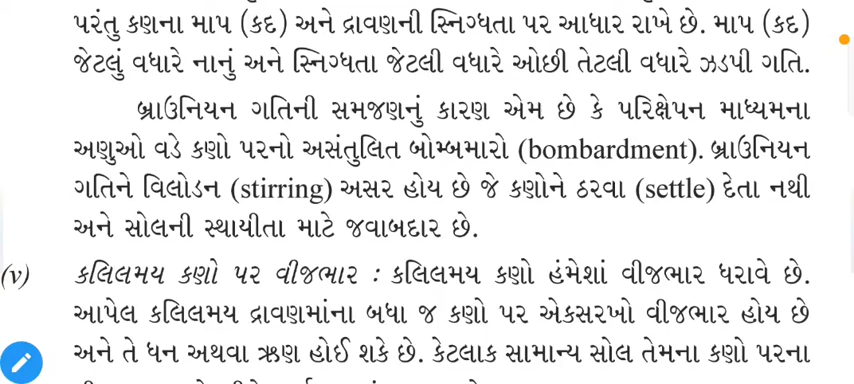 પરંતુ કણના માપ (કદ) અને દ્રાવણની સ્નિગ્ધતા પર આધાર રાખે છે. માપ (કદ)
જેટલું વધારે નાનું અને સ્નિગ્ધતા જેટલી વધારે ઓછી તેટલી વધારે ઝડપી ગતિ.
બ્રાઉનિયન ગતિની સમજણનું કારણ એમ છે કે પરિક્ષેપન માધ્યમના
અણુઓ વડે કણો પરનો અસંતુલિત બોમ્બમારો (bombardment). બ્રાઉનિયન
ગતિને વિલોડન (stirring) અસર હોય છે જે કણોને ઠરવા (settle) દેતા નથી
અને સોલની સ્થાયીતા માટે જવાબદાર છે.
(v) કલિલમય કણો પર વીજભાર : કલિલમય કણો હંમેશાં વીજભાર ધરાવે છે.
આપેલ કલિલમય દ્રાવણમાંના બધા જ કણો પર એકસરખો વીજભાર હોય છે
અને તે ધન અથવા ઋણ હોઈ શકે છે. કેટલાક સામાન્ય સોલ તેમના કણો પરના